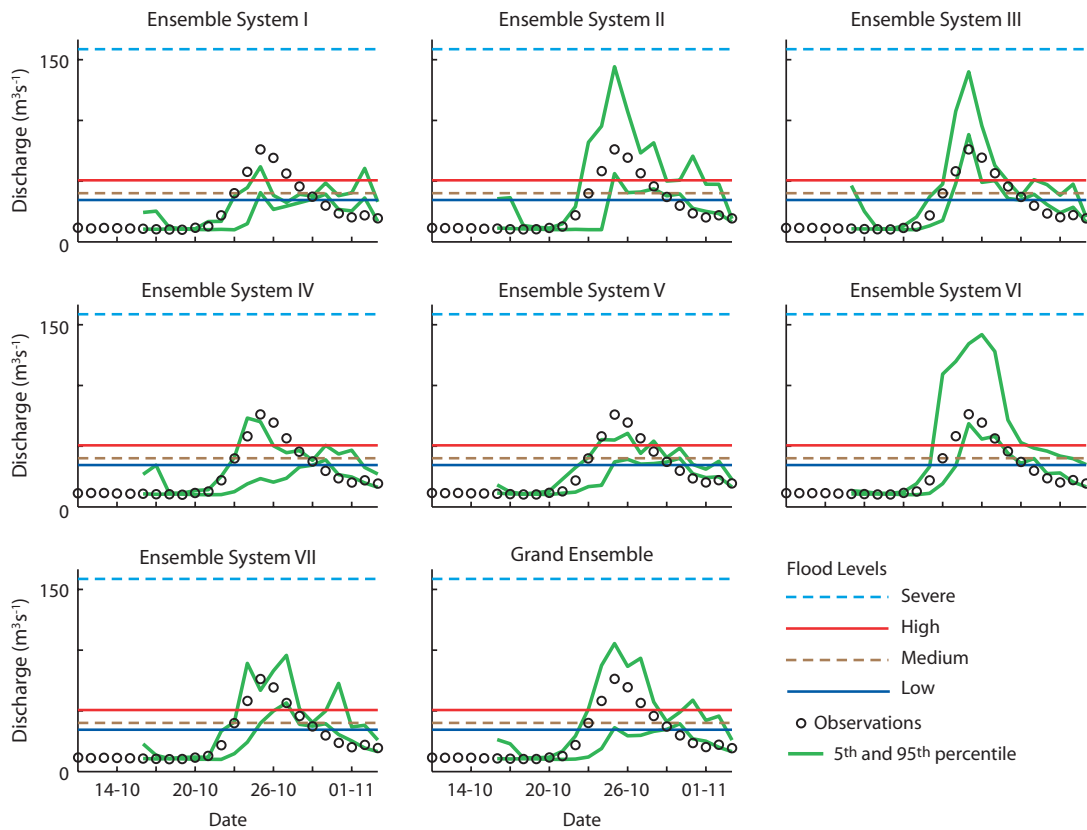 Ensemble System I
Ensemble System II
Ensemble System III
Discharge (m³s⁻¹)
150
0
Ensemble System IV
Ensemble System V
Ensemble System VI
Discharge (m³s⁻¹)
150
0
Ensemble System VII
Grand Ensemble
Discharge (m³s⁻¹)
150
0
14-10 20-10 26-10 01-11
Date
14-10 20-10 26-10 01-11
Date
Flood Levels
Severe
High
Medium
Low
Observations
5th and 95th percentile